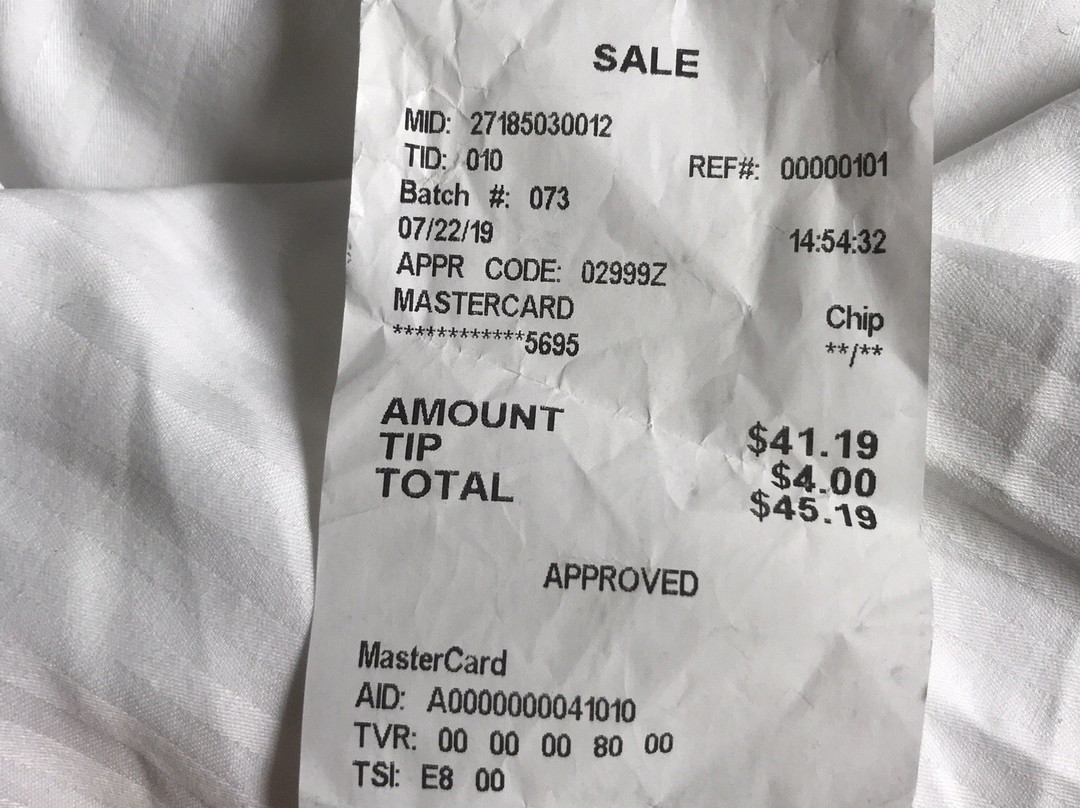 SALE
MID: 27185030012
TID: 010 REF#: 00000101
Batch #: 073
07/22/19 14:54:32
APPR CODE: 02999Z
MASTERCARD Chip
************5695 **/**
AMOUNT $41.19
TIP $4.00
TOTAL $45.19
APPROVED
MasterCard
AID: A0000000041010
TVR: 00 00 00 80 00
TSI: E8 00